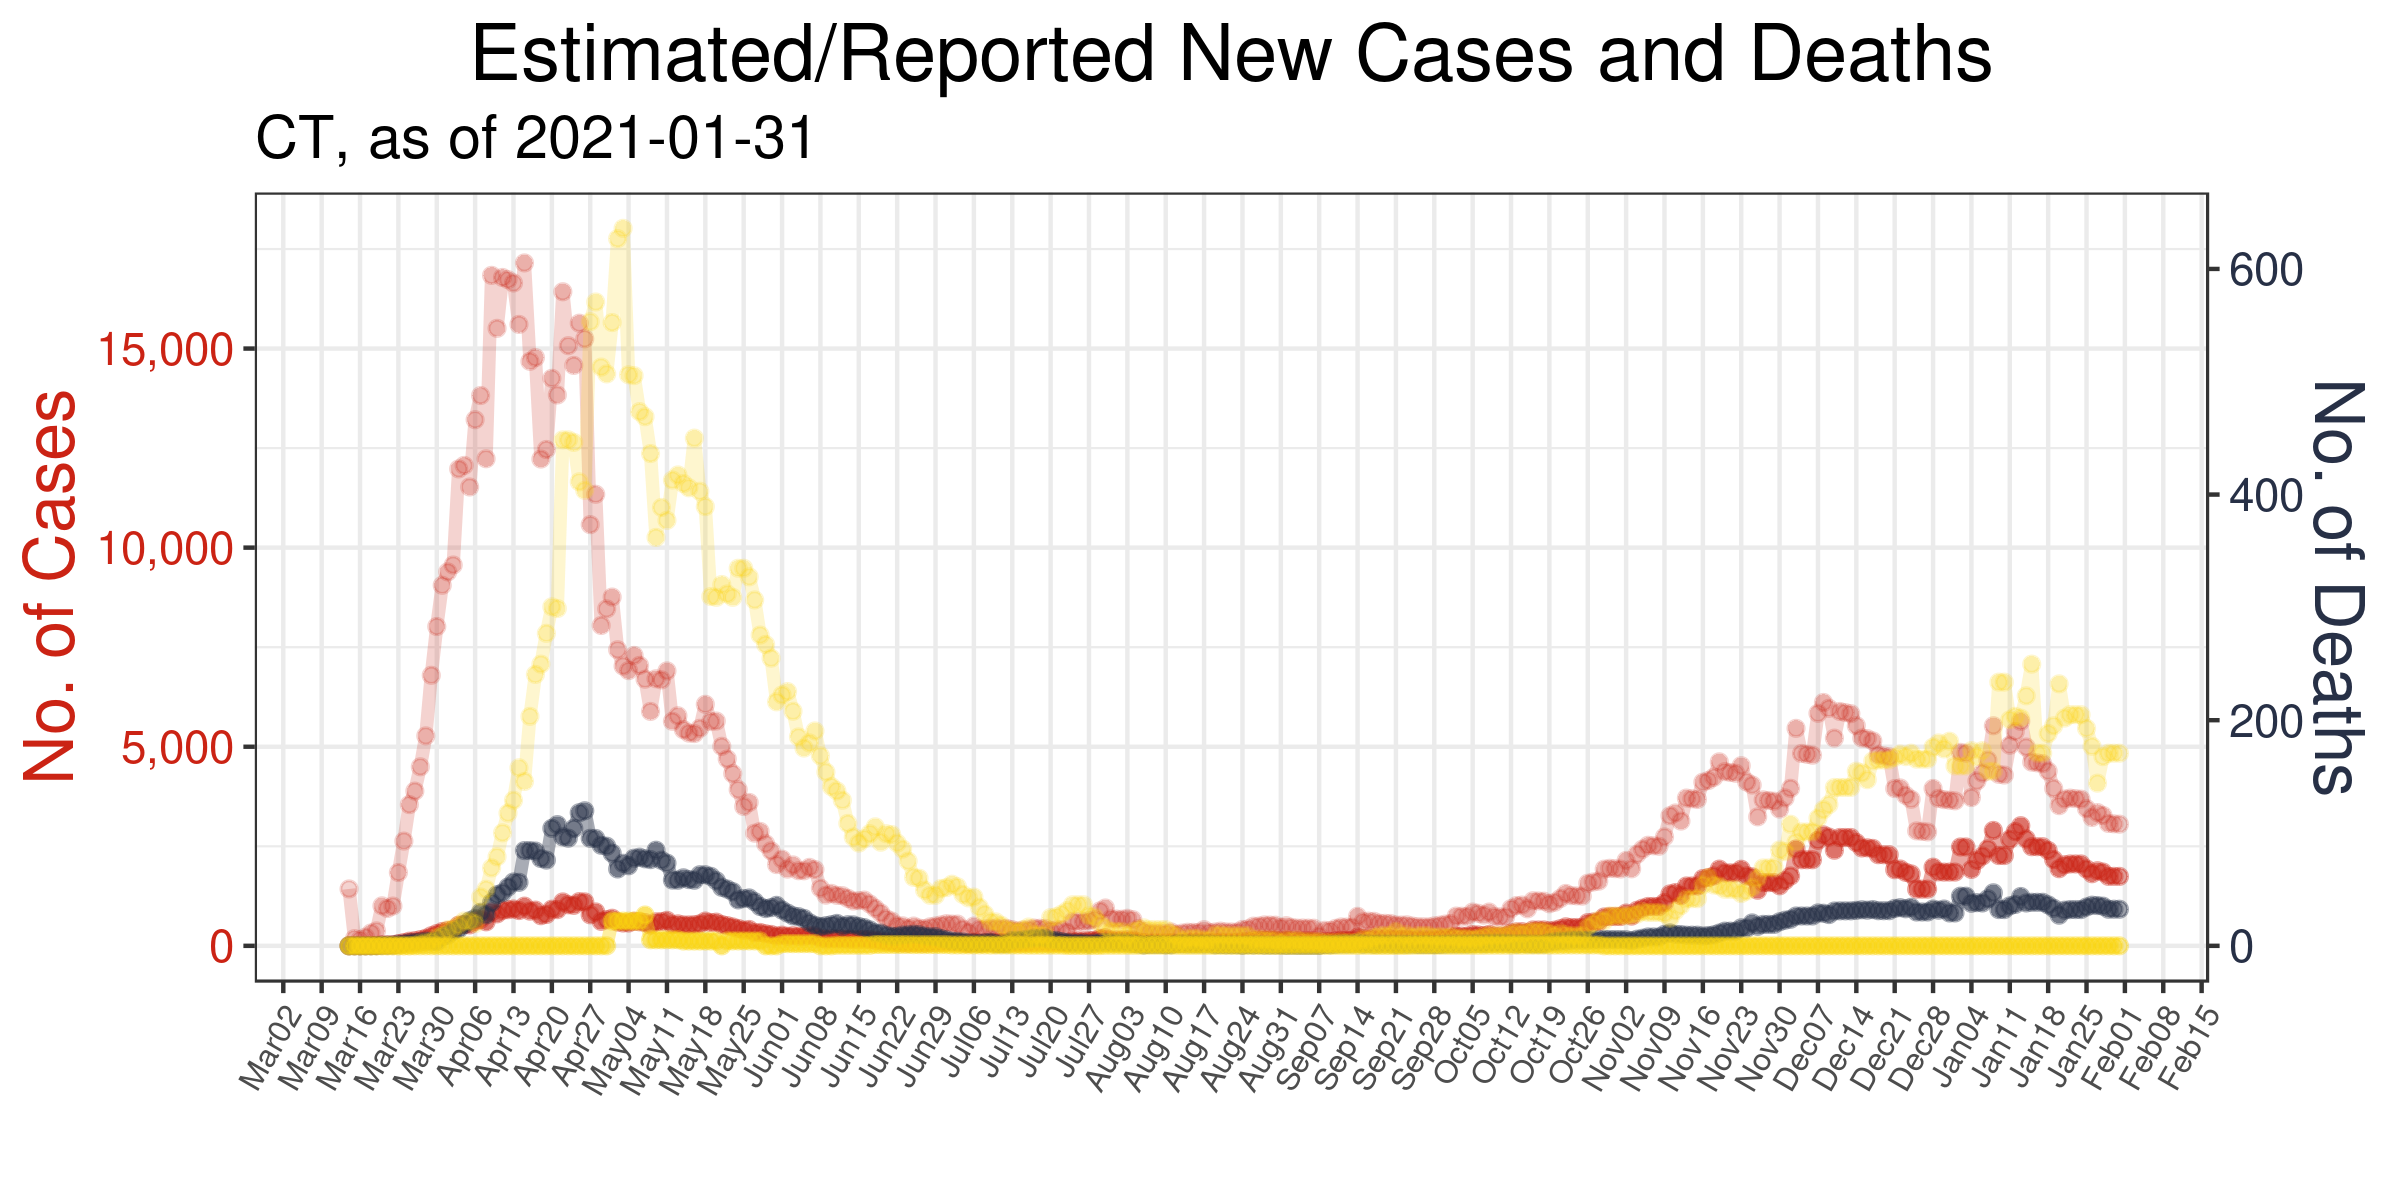 Estimated/Reported New Cases and Deaths
CT, as of 2021-01-31
No. of Cases
15,000
10,000
5,000
0
600
400
200
0
No. of Deaths
Mar02
Mar09
Mar16
Mar23
Mar30
Apr06
Apr13
Apr20
Apr27
May04
May11
May18
May25
Jun01
Jun08
Jun15
Jun22
Jun29
Jul06
Jul13
Jul20
Jul27
Aug03
Aug10
Aug17
Aug24
Aug31
Sep07
Sep14
Sep21
Sep28
Oct05
Oct12
Oct19
Oct26
Nov02
Nov09
Nov16
Nov23
Nov30
Dec07
Dec14
Dec21
Dec28
Jan04
Jan11
Jan18
Jan25
Feb01
Feb08
Feb15